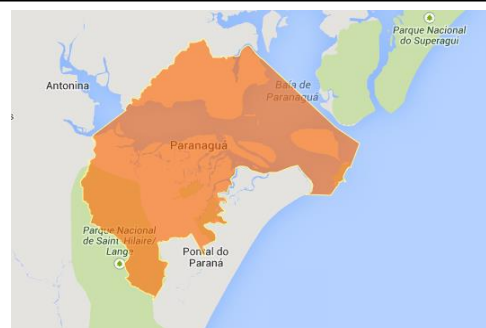 Parque Nacional
do Superagui
Antonina
Baía de
Paranaguá
s
Paranaguá
Parque Nacional
de Saint-Hilaire/
Lange
Pontal do
Paraná